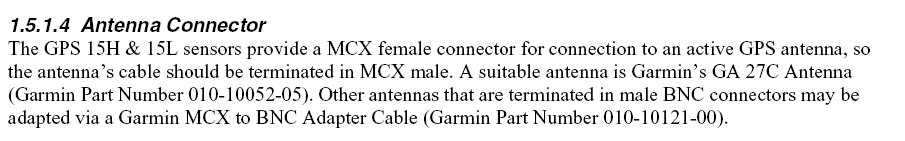 1.5.1.4 Antenna Connector
The GPS 15H & 15L sensors provide a MCX female connector for connection to an active GPS antenna, so
the antenna's cable should be terminated in MCX male. A suitable antenna is Garmin's GA 27C Antenna
(Garmin Part Number 010-10052-05). Other antennas that are terminated in male BNC connectors may be
adapted via a Garmin MCX to BNC Adapter Cable (Garmin Part Number 010-10121-00).